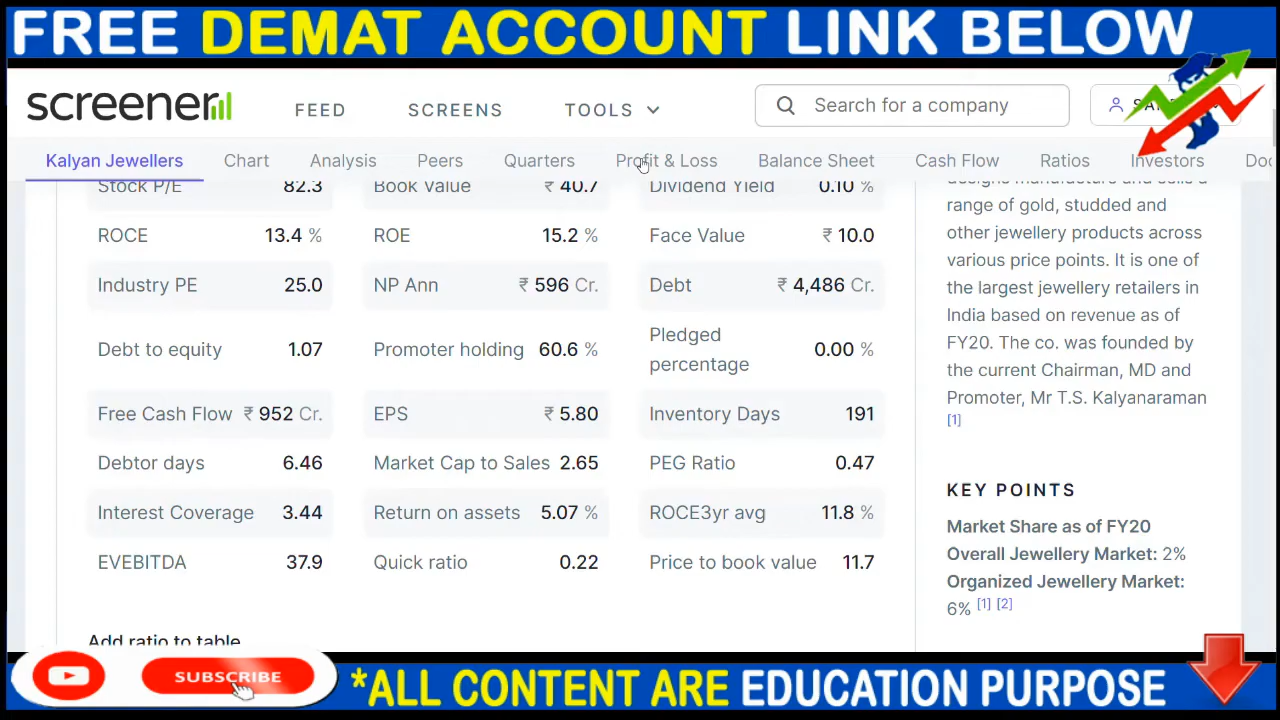 FREE DEMAT ACCOUNT LINK BELOW
screener
FEED SCREENS TOOLS
Search for a company
Kalyan Jewellers Chart Analysis Peers Quarters Profit & Loss Balance Sheet Cash Flow Ratios Investors
Stock P/E 82.3 Book Value ₹ 40.7 Dividend Yield 0.10 %
ROCE 13.4 % ROE 15.2 % Face Value ₹ 10.0
Industry PE 25.0 NP Ann ₹ 596 Cr. Debt ₹ 4,486 Cr.
Debt to equity 1.07 Promoter holding 60.6 % Pledged percentage 0.00 %
Free Cash Flow ₹ 952 Cr. EPS ₹ 5.80 Inventory Days 191
Debtor days 6.46 Market Cap to Sales 2.65 PEG Ratio 0.47
Interest Coverage 3.44 Return on assets 5.07 % ROCE3yr avg 11.8 %
EVEBITDA 37.9 Quick ratio 0.22 Price to book value 11.7
Add ratio to table
designs manufacture and sells a
range of gold, studded and
other jewellery products across
various price points. It is one of
the largest jewellery retailers in
India based on revenue as of
FY20. The co. was founded by
the current Chairman, MD and
Promoter, Mr T.S. Kalyanaraman
[1]
KEY POINTS
Market Share as of FY20
Overall Jewellery Market: 2%
Organized Jewellery Market:
6% [1] [2]
SUBSCRIBE
*ALL CONTENT ARE EDUCATION PURPOSE